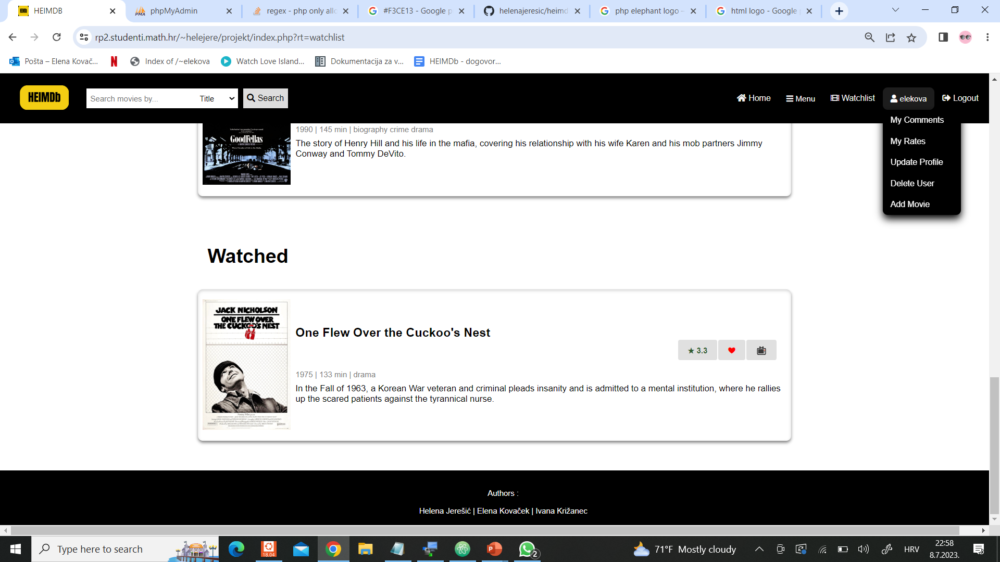 HEIMDB
phpMyAdmin
regex - php only allo
#F3CE13 - Google p
helenajeresic/heimd
php elephant logo -
html logo - Google
rp2.studenti.math.hr/~helejere/projekt/index.php?rt=watchlist
Pošta – Elena Kovač...
Index of /~elekova
Watch Love Island...
Dokumentacija za v...
HEIMDb - dogovor...
HEIMDb
Search movies by...
Title
Search
Home
Menu
Watchlist
elekova
Logout
My Comments
My Rates
Update Profile
Delete User
Add Movie
GoodFellas
1990 | 145 min | biography crime drama
The story of Henry Hill and his life in the mafia, covering his relationship with his wife Karen and his mob partners Jimmy
Conway and Tommy DeVito.
Watched
JACK NICHOLSON
ONE FLEW OVER
THE CUCKOO'S NEST
One Flew Over the Cuckoo's Nest
★ 3.3
1975 | 133 min | drama
In the Fall of 1963, a Korean War veteran and criminal pleads insanity and is admitted to a mental institution, where he rallies
up the scared patients against the tyrannical nurse.
Authors :
Helena Jerešić | Elena Kovaček | Ivana Križanec
Type here to search
18.04
2
71°F Mostly cloudy
HRV
22:58
8.7.2023.